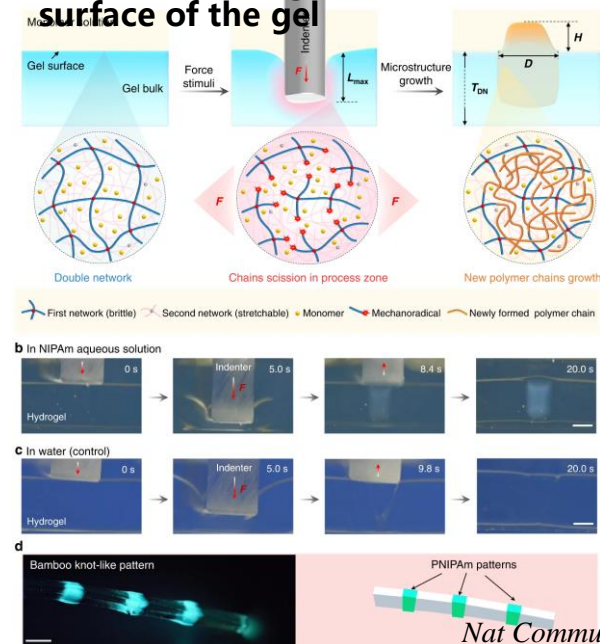 surface of the gel
Gel surface
Gel bulk
Force
stimuli
Indenter
F
Lmax
Microstructure
growth
H
D
TDN
F
F
Double network
Chains scission in process zone
New polymer chains growth
First network (brittle)
Second network (stretchable)
Monomer
Mechanoradical
Newly formed polymer chain
b In NIPAm aqueous solution
0 s
Hydrogel
Indenter
F
5.0 s
8.4 s
20.0 s
c In water (control)
0 s
Hydrogel
Indenter
F
5.0 s
9.8 s
20.0 s
d
Bamboo knot-like pattern
PNIPAm patterns
Nat Commu